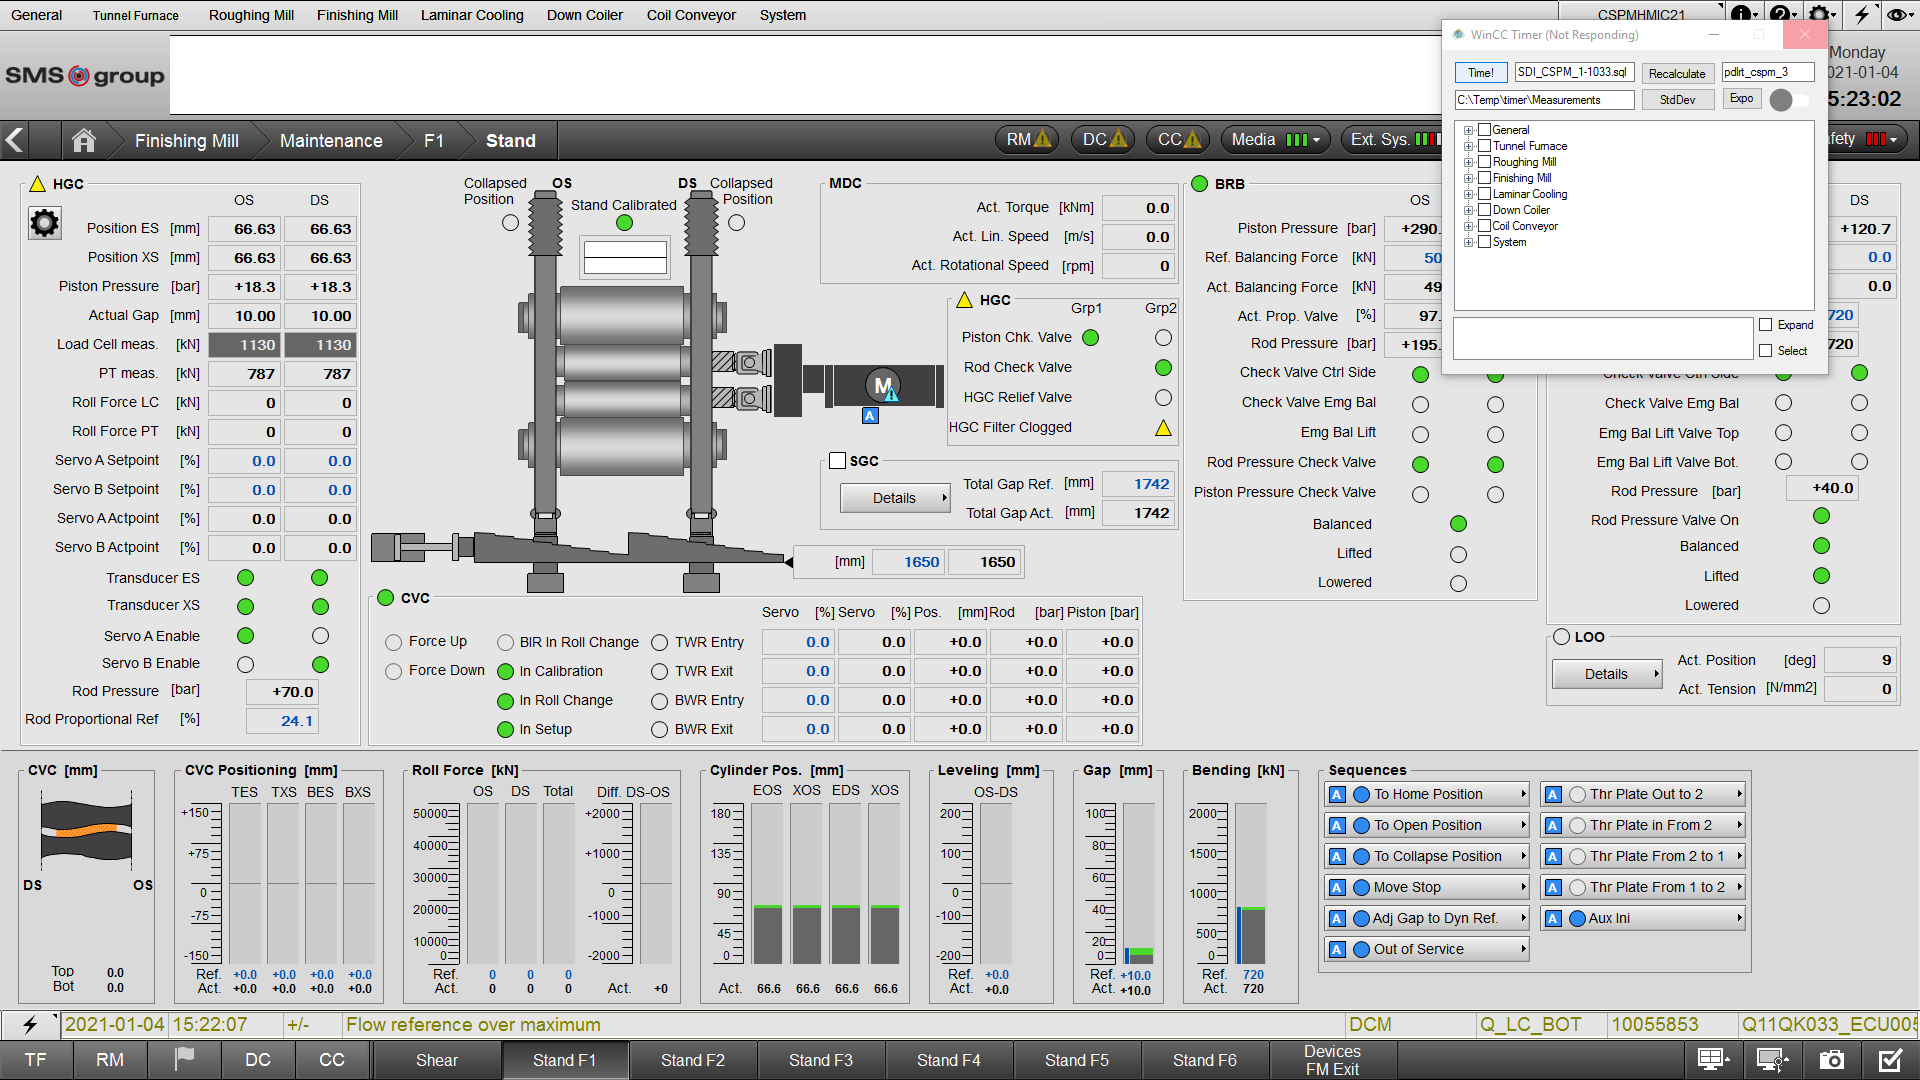 General Tunnel Furnace Roughing Mill Finishing Mill Laminar Cooling Down Coiler Coil Conveyor System CSPMHMIC21
SMS group
WinCC Timer (Not Responding)
Time! SDI_CSPM_1-1033.sql Recalculate pdlrt_cspm_3
C:\Temp\timer\Measurements StdDev Expo
General
Tunnel Furnace
Roughing Mill
Finishing Mill
Laminar Cooling
Down Coiler
Coil Conveyor
System
Expand
Select
Monday
021-01-04
5:23:02
Finishing Mill Maintenance F1 Stand RM DC CC Media Ext. Sys. fety
HGC
OS DS
Position ES [mm] 66.63 66.63
Position XS [mm] 66.63 66.63
Piston Pressure [bar] +18.3 +18.3
Actual Gap [mm] 10.00 10.00
Load Cell meas. [kN] 1130 1130
PT meas. [kN] 787 787
Roll Force LC [kN] 0 0
Roll Force PT [kN] 0 0
Servo A Setpoint [%] 0.0 0.0
Servo B Setpoint [%] 0.0 0.0
Servo A Actpoint [%] 0.0 0.0
Servo B Actpoint [%] 0.0 0.0
Transducer ES
Transducer XS
Servo A Enable
Servo B Enable
Rod Pressure [bar] +70.0
Rod Proportional Ref [%] 24.1
Collapsed Position OS Stand Calibrated DS Collapsed Position
M
A
MDC
Act. Torque [kNm] 0.0
Act. Lin. Speed [m/s] 0.0
Act. Rotational Speed [rpm] 0
HGC Grp1 Grp2
Piston Chk. Valve
Rod Check Valve
HGC Relief Valve
HGC Filter Clogged
SGC
Details
Total Gap Ref. [mm] 1742
Total Gap Act. [mm] 1742
[mm] 1650 1650
BRB
OS
Piston Pressure [bar] +290.
Ref. Balancing Force [kN] 50
Act. Balancing Force [kN] 49
Act. Prop. Valve [%] 97.
Rod Pressure [bar] +195.
Check Valve Ctrl Side
Check Valve Emg Bal
Emg Bal Lift
Rod Pressure Check Valve
Piston Pressure Check Valve
Balanced
Lifted
Lowered
DS
+120.7
0.0
0.0
720
720
Check Valve Ctrl Side
Check Valve Emg Bal
Emg Bal Lift Valve Top
Emg Bal Lift Valve Bot.
Rod Pressure [bar] +40.0
Rod Pressure Valve On
Balanced
Lifted
Lowered
LOO
Details
Act. Position [deg] 9
Act. Tension [N/mm2] 0
CVC
Servo [%] Servo [%] Pos. [mm] Rod [bar] Piston [bar]
Force Up BIR In Roll Change TWR Entry 0.0 0.0 +0.0 +0.0 +0.0
Force Down In Calibration TWR Exit 0.0 0.0 +0.0 +0.0 +0.0
In Roll Change BWR Entry 0.0 0.0 +0.0 +0.0 +0.0
In Setup BWR Exit 0.0 0.0 +0.0 +0.0 +0.0
CVC [mm]
DS OS
Top 0.0
Bot 0.0
CVC Positioning [mm]
TES TXS BES BXS
+150
+75
0
-75
-150
Ref. +0.0 +0.0 +0.0 +0.0
Act. +0.0 +0.0 +0.0 +0.0
Roll Force [kN]
OS DS Total Diff. DS-OS
50000 +2000
40000
+1000
30000
0
20000
-1000
10000
0 -2000
Ref. 0 0 0
Act. 0 0 0 Act. +0
Cylinder Pos. [mm]
EOS XOS EDS XOS
180
135
90
45
0
Act. 66.6 66.6 66.6 66.6
Leveling [mm]
OS-DS
200
100
0
-100
-200
Ref. +0.0
Act. +0.0
Gap [mm]
100
80
60
40
20
0
Ref. +10.0
Act. +10.0
Bending [kN]
2000
1500
1000
500
0
Ref. 720
Act. 720
Sequences
A To Home Position A Thr Plate Out to 2
A To Open Position A Thr Plate in From 2
A To Collapse Position A Thr Plate From 2 to 1
A Move Stop A Thr Plate From 1 to 2
A Adj Gap to Dyn Ref. A Aux Ini
A Out of Service
2021-01-04 15:22:07 +/- Flow reference over maximum DCM Q_LC_BOT 10055853 Q11QK033_ECU005
TF RM DC CC Shear Stand F1 Stand F2 Stand F3 Stand F4 Stand F5 Stand F6 Devices FM Exit